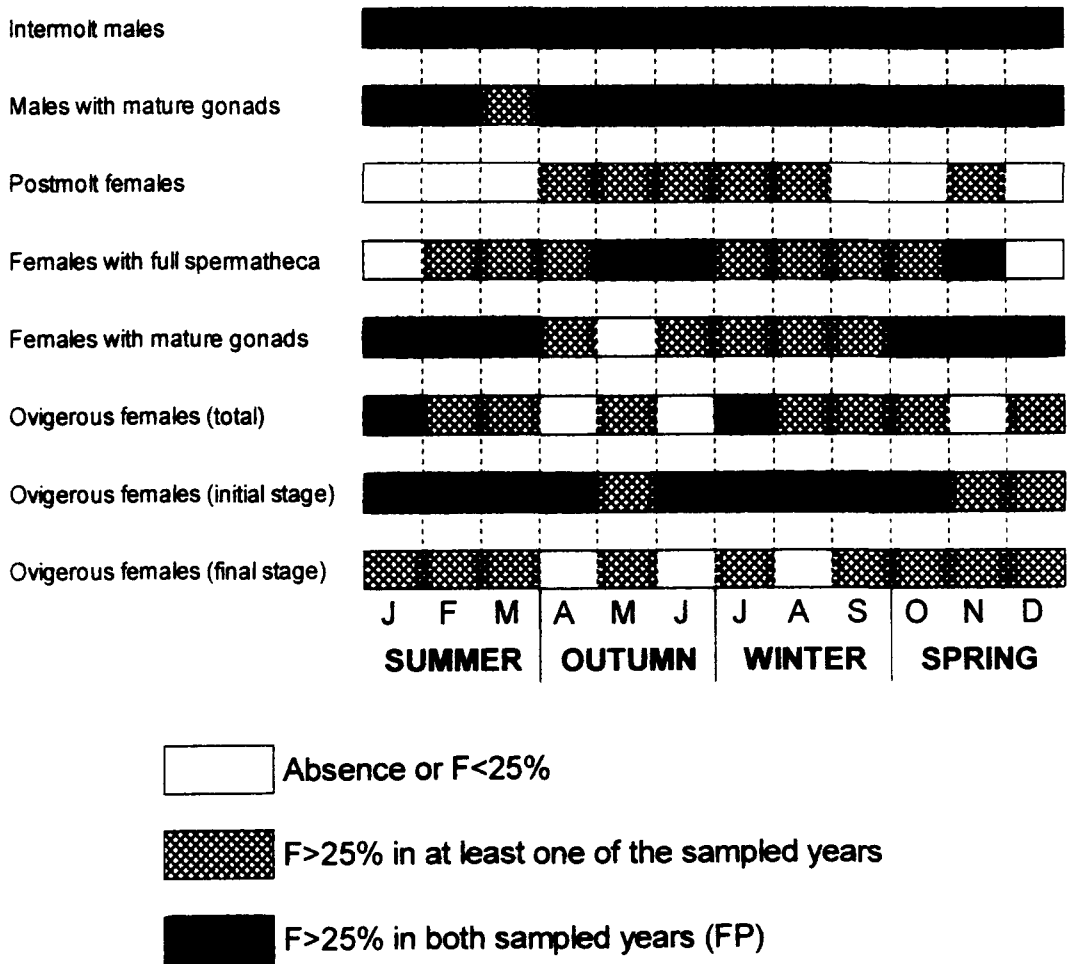 Intermolt males
Males with mature gonads
Postmolt females
Females with full spermatheca
Females with mature gonads
Ovigerous females (total)
Ovigerous females (initial stage)
Ovigerous females (final stage)
J F M A M J J A S O N D
SUMMER OUTUMN WINTER SPRING
Absence or F<25%
F>25% in at least one of the sampled years
F>25% in both sampled years (FP)